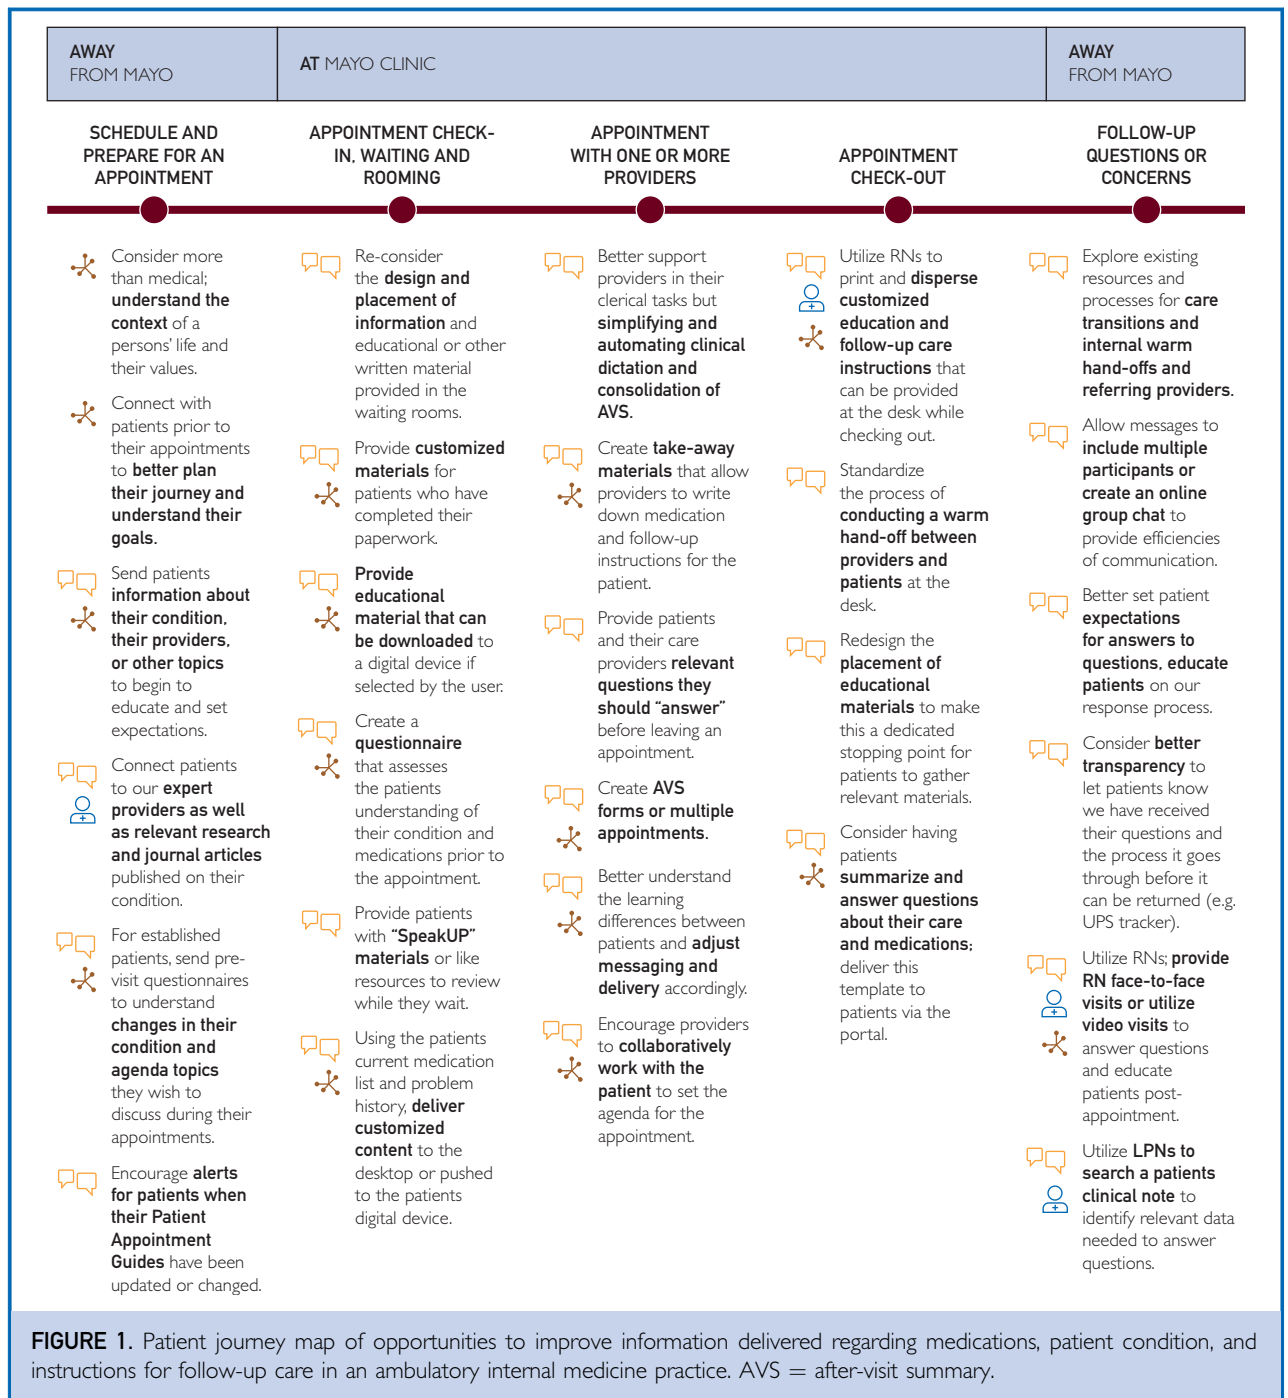 AWAY
FROM MAYO
AT MAYO CLINIC
AWAY
FROM MAYO
SCHEDULE AND
PREPARE FOR AN
APPOINTMENT
APPOINTMENT CHECK-
IN, WAITING AND
ROOMING
APPOINTMENT
WITH ONE OR MORE
PROVIDERS
APPOINTMENT
CHECK-OUT
FOLLOW-UP
QUESTIONS OR
CONCERNS
Consider more
than medical;
understand the
context of a
persons' life and
their values.
Connect with
patients prior to
their appointments
to better plan
their journey and
understand their
goals.
Send patients
information about
their condition,
their providers,
or other topics
to begin to
educate and set
expectations.
Connect patients
to our expert
providers as well
as relevant research
and journal articles
published on their
condition.
For established
patients, send pre-
visit questionnaires
to understand
changes in their
condition and
agenda topics
they wish to
discuss during their
appointments.
Encourage alerts
for patients when
their Patient
Appointment
Guides have been
updated or changed.
Re-consider
the design and
placement of
information and
educational or other
written material
provided in the
waiting rooms.
Provide customized
materials for
patients who have
completed their
paperwork.
Provide
educational
material that can
be downloaded to
a digital device if
selected by the user.
Create a
questionnaire
that assesses
the patients
understanding of
their condition and
medications prior to
the appointment.
Provide patients
with “SpeakUP”
materials or like
resources to review
while they wait.
Using the patients
current medication
list and problem
history, deliver
customized
content to the
desktop or pushed
to the patients
digital device.
Better support
providers in their
clerical tasks but
simplifying and
automating clinical
dictation and
consolidation of
AVS.
Create take-away
materials that allow
providers to write
down medication
and follow-up
instructions for the
patient.
Provide patients
and their care
providers relevant
questions they
should “answer”
before leaving an
appointment.
Create AVS
forms or multiple
appointments.
Better understand
the learning
differences between
patients and adjust
messaging and
delivery accordingly.
Encourage providers
to collaboratively
work with the
patient to set the
agenda for the
appointment.
Utilize RNs to
print and disperse
customized
education and
follow-up care
instructions that
can be provided
at the desk while
checking out.
Standardize
the process of
conducting a warm
hand-off between
providers and
patients at the
desk.
Redesign the
placement of
educational
materials to make
this a dedicated
stopping point for
patients to gather
relevant materials.
Consider having
patients
summarize and
answer questions
about their care
and medications;
deliver this
template to
patients via the
portal.
Explore existing
resources and
processes for care
transitions and
internal warm
hand-offs and
referring providers.
Allow messages to
include multiple
participants or
create an online
group chat to
provide efficiencies
of communication.
Better set patient
expectations
for answers to
questions, educate
patients on our
response process.
Consider better
transparency to
let patients know
we have received
their questions and
the process it goes
through before it
can be returned (e.g.
UPS tracker).
Utilize RNs; provide
RN face-to-face
visits or utilize
video visits to
answer questions
and educate
patients post-
appointment.
Utilize LPNs to
search a patients
clinical note to
identify relevant data
needed to answer
questions.
FIGURE 1. Patient journey map of opportunities to improve information delivered regarding medications, patient condition, and
instructions for follow-up care in an ambulatory internal medicine practice. AVS = after-visit summary.